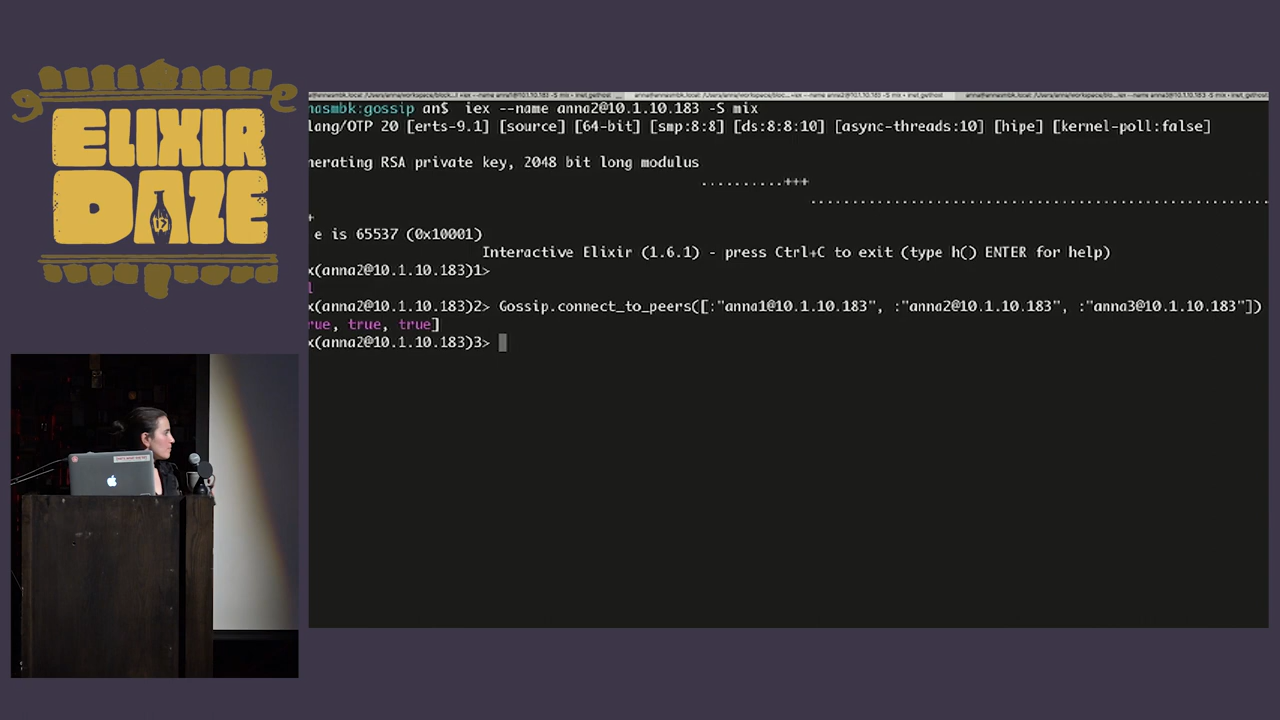 ELIXIR
DAZE
nasmbk:gossip an$ iex --name anna2@10.1.10.183 -S mix
lang/OTP 20 [erts-9.1] [source] [64-bit] [smp:8:8] [ds:8:8:10] [async-threads:10] [hipe] [kernel-poll:false]
nerating RSA private key, 2048 bit long modulus
..........+++
+
e is 65537 (0x10001)
Interactive Elixir (1.6.1) - press Ctrl+C to exit (type h() ENTER for help)
x(anna2@10.1.10.183)1>
l
x(anna2@10.1.10.183)2> Gossip.connect_to_peers([:"anna1@10.1.10.183", :"anna2@10.1.10.183", :"anna3@10.1.10.183"])
rue, true, true]
x(anna2@10.1.10.183)3>